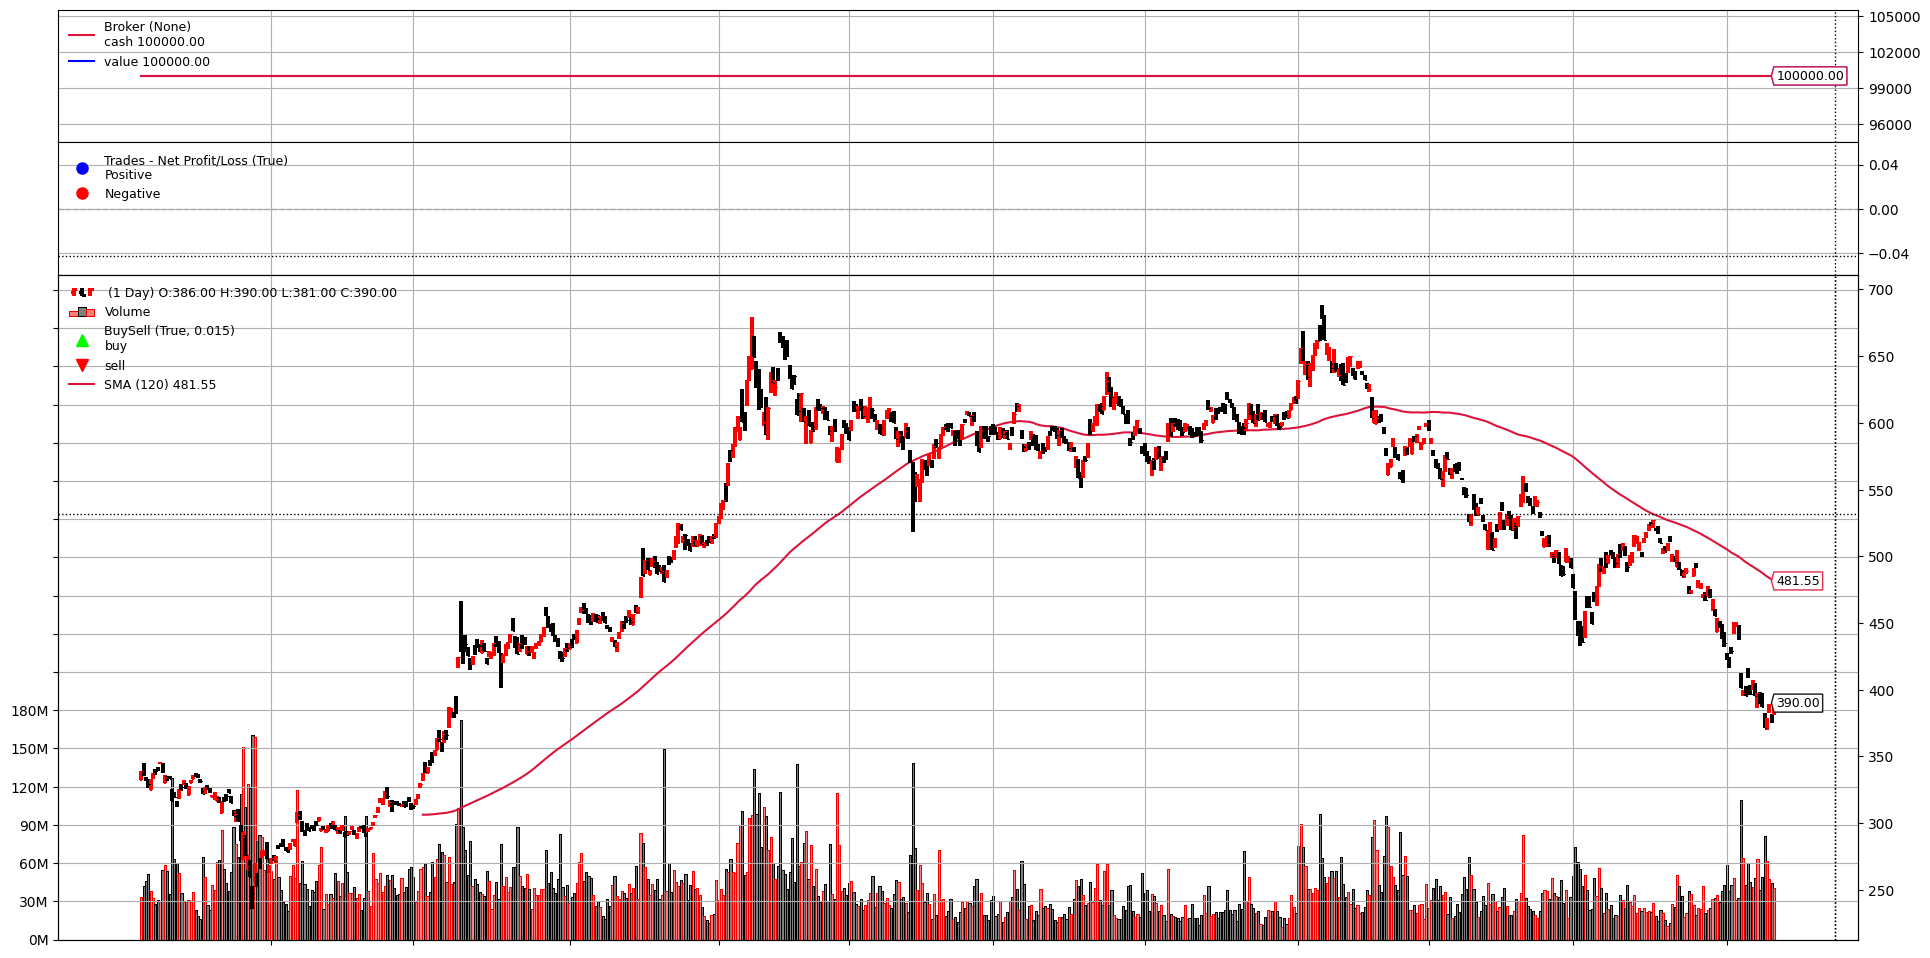 Broker (None)
cash 100000.00
value 100000.00
105000
102000
100000.00
99000
96000
Trades - Net Profit/Loss (True)
Positive
Negative
0.04
0.00
−0.04
(1 Day) O:386.00 H:390.00 L:381.00 C:390.00
Volume
BuySell (True, 0.015)
buy
sell
SMA (120) 481.55
700
650
600
550
500
481.55
450
400
390.00
350
300
250
180M
150M
120M
90M
60M
30M
0M